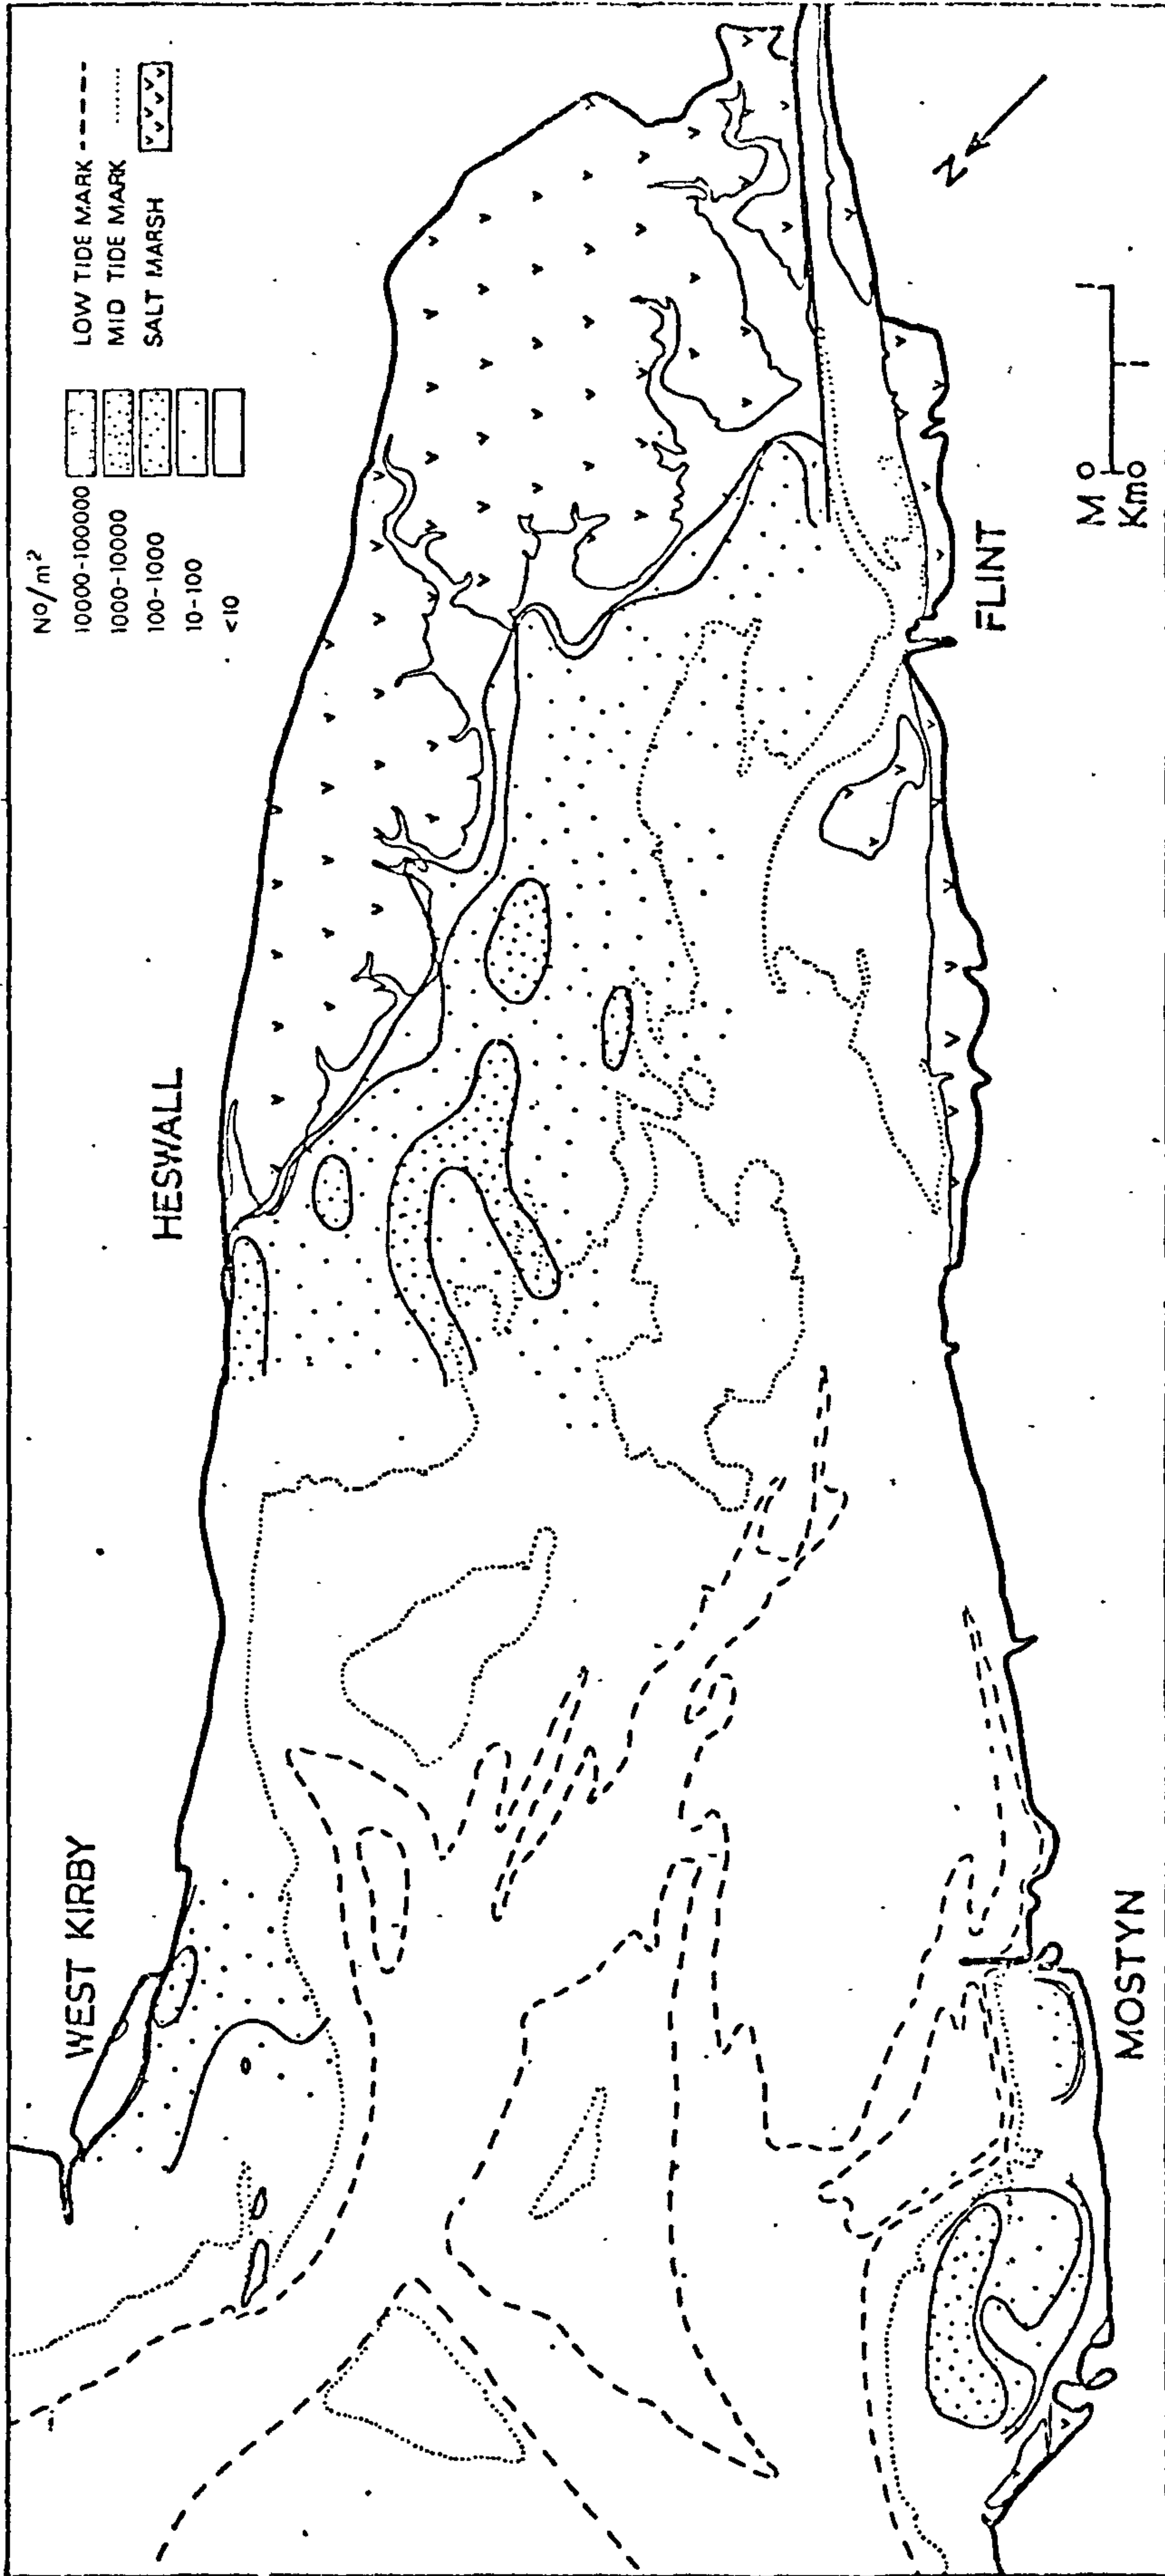 No/m²
10000-100000
1000-10000
100-1000
10-100
<10
LOW TIDE MARK
MID TIDE MARK
SALT MARSH
WEST KIRBY
HESWALL
N
FLINT
MOSTYN
M 0 1
Km 0 1